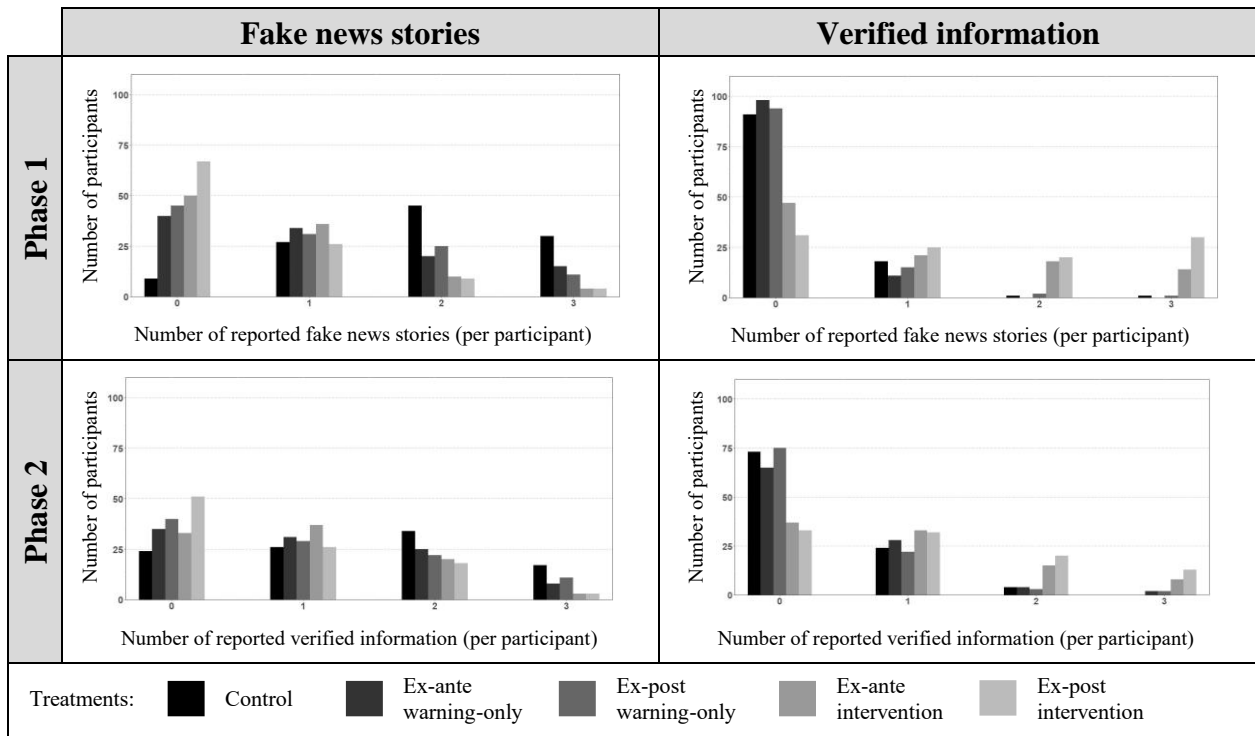 Fake news stories
Verified information
Phase 1
Number of participants
100
75
50
25
0
0 1 2 3
Number of reported fake news stories (per participant)
Number of participants
100
75
50
25
0
0 1 2 3
Number of reported fake news stories (per participant)
Phase 2
Number of participants
100
75
50
25
0
0 1 2 3
Number of reported verified information (per participant)
Number of participants
100
75
50
25
0
0 1 2 3
Number of reported verified information (per participant)
Treatments:
Control
Ex-ante
warning-only
Ex-post
warning-only
Ex-ante
intervention
Ex-post
intervention